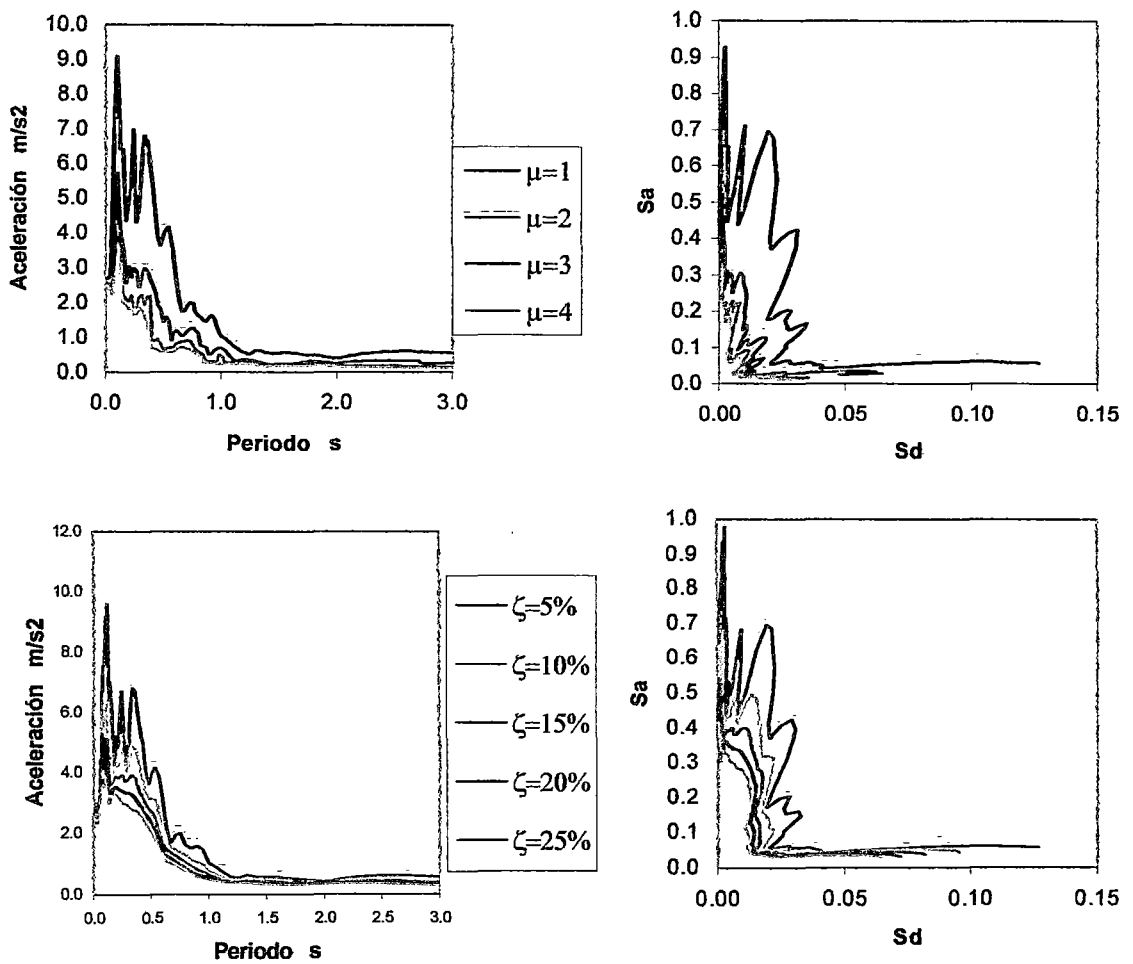 10.0
9.0
8.0
7.0
6.0
5.0
4.0
3.0
2.0
1.0
0.0
Aceleración m/s2
0.0 1.0 2.0 3.0
Periodo s
μ=1
μ=2
μ=3
μ=4
1.0
0.9
0.8
0.7
0.6
0.5
0.4
0.3
0.2
0.1
0.0
Sa
0.00 0.05 0.10 0.15
Sd
12.0
10.0
8.0
6.0
4.0
2.0
0.0
Aceleración m/s2
0.0 0.5 1.0 1.5 2.0 2.5 3.0
Periodo s
ζ=5%
ζ=10%
ζ=15%
ζ=20%
ζ=25%
1.0
0.9
0.8
0.7
0.6
0.5
0.4
0.3
0.2
0.1
0.0
Sa
0.00 0.05 0.10 0.15
Sd